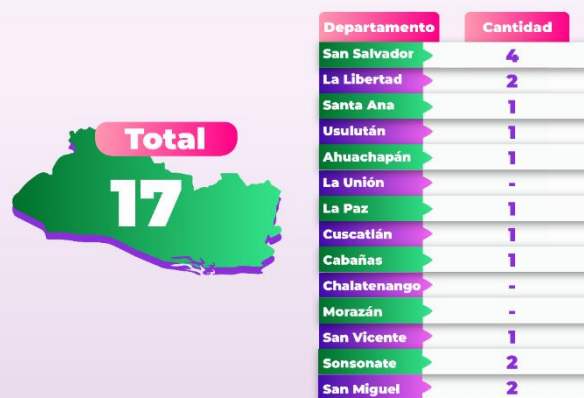 Total
17
Departamento Cantidad
San Salvador 4
La Libertad 2
Santa Ana 1
Usulután 1
Ahuachapán 1
La Unión -
La Paz 1
Cuscatlán 1
Cabañas 1
Chalatenango -
Morazán -
San Vicente 1
Sonsonate 2
San Miguel 2